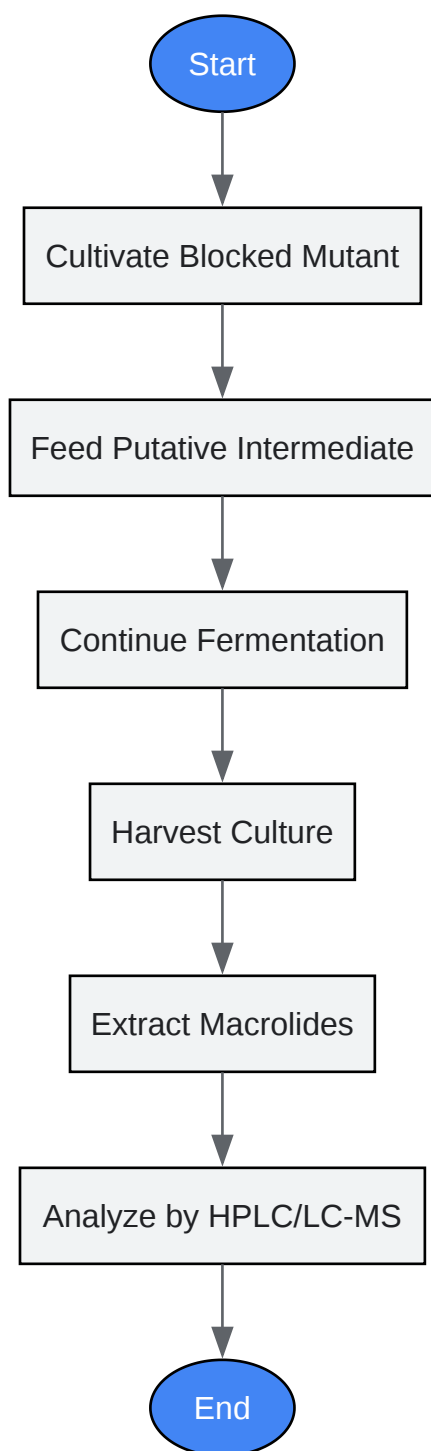 Start
Cultivate Blocked Mutant
Feed Putative Intermediate
Continue Fermentation
Harvest Culture
Extract Macrolides
Analyze by HPLC/LC-MS
End